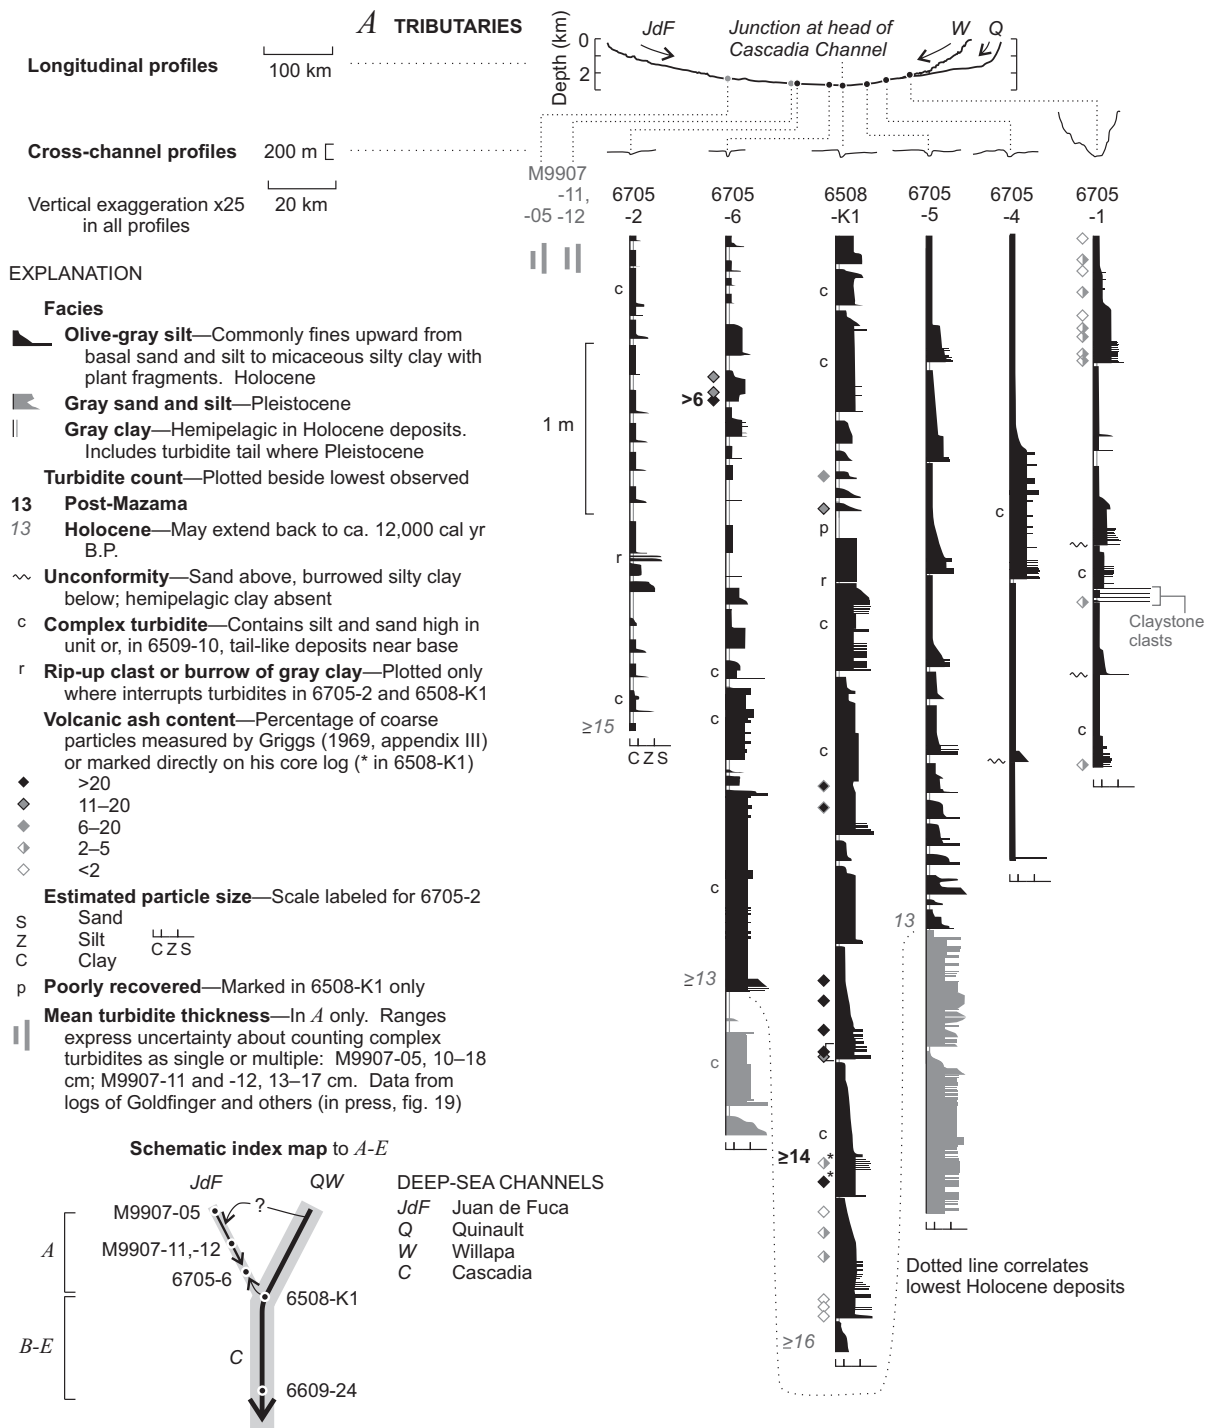 A TRIBUTARIES
Longitudinal profiles
100 km
Depth (km)
0
2
JdF
Junction at head of
Cascadia Channel
W
Q
Cross-channel profiles
200 m
Vertical exaggeration x25
in all profiles
20 km
M9907
-11,
-05 -12
6705
-2
6705
-6
6508
-K1
6705
-5
6705
-4
6705
-1
EXPLANATION
Facies
Olive-gray silt—Commonly fines upward from
basal sand and silt to micaceous silty clay with
plant fragments. Holocene
Gray sand and silt—Pleistocene
Gray clay—Hemipelagic in Holocene deposits.
Includes turbidite tail where Pleistocene
Turbidite count—Plotted beside lowest observed
13 Post-Mazama
13 Holocene—May extend back to ca. 12,000 cal yr
B.P.
Unconformity—Sand above, burrowed silty clay
below; hemipelagic clay absent
c Complex turbidite—Contains silt and sand high in
unit or, in 6509-10, tail-like deposits near base
r Rip-up clast or burrow of gray clay—Plotted only
where interrupts turbidites in 6705-2 and 6508-K1
Volcanic ash content—Percentage of coarse
particles measured by Griggs (1969, appendix III)
or marked directly on his core log (* in 6508-K1)
>20
11–20
6–20
2–5
<2
Estimated particle size—Scale labeled for 6705-2
S Sand
Z Silt
C Clay
C Z S
p Poorly recovered—Marked in 6508-K1 only
Mean turbidite thickness—In A only. Ranges
express uncertainty about counting complex
turbidites as single or multiple: M9907-05, 10–18
cm; M9907-11 and -12, 13–17 cm. Data from
logs of Goldfinger and others (in press, fig. 19)
1 m
c
r
c
≥15
C Z S
>6
c
c
c
≥13
c
c
c
p
r
c
c
c
≥14
*
*
≥16
13
c
c
Claystone
clasts
c
Dotted line correlates
lowest Holocene deposits
Schematic index map to A-E
JdF
QW
?
M9907-05
M9907-11,-12
6705-6
6508-K1
6609-24
A
B-E
C
DEEP-SEA CHANNELS
JdF Juan de Fuca
Q Quinault
W Willapa
C Cascadia